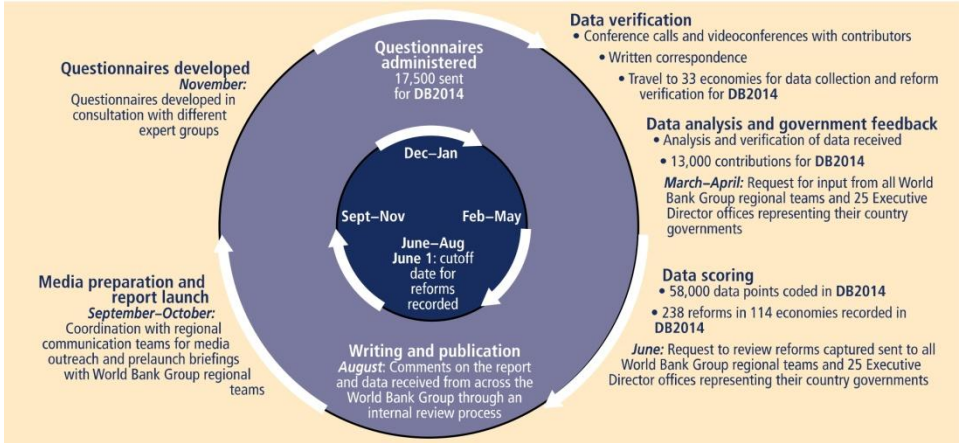 Questionnaires
administered
17,500 sent
for DB2014
Data verification
• Conference calls and videoconferences with contributors
• Written correspondence
• Travel to 33 economies for data collection and reform
verification for DB2014
Data analysis and government feedback
• Analysis and verification of data received
• 13,000 contributions for DB2014
March–April: Request for input from all World
Bank Group regional teams and 25 Executive
Director offices representing their country
governments
Data scoring
• 58,000 data points coded in DB2014
• 238 reforms in 114 economies recorded in
DB2014
June: Request to review reforms captured sent to all
World Bank Group regional teams and 25 Executive
Director offices representing their country governments
Writing and publication
August: Comments on the report
and data received from across the
World Bank Group through an
internal review process
Media preparation and
report launch
September–October:
Coordination with regional
communication teams for media
outreach and prelaunch briefings
with World Bank Group regional
teams
Questionnaires developed
November:
Questionnaires developed in
consultation with different
expert groups
Dec–Jan
Feb–May
June–Aug
June 1: cutoff
date for
reforms
recorded
Sept–Nov